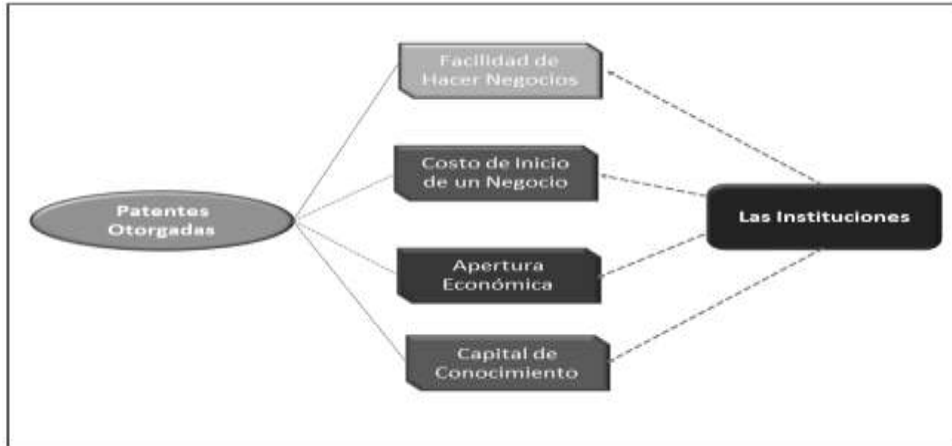 Facilidad de
Hacer Negocios
Costo de Inicio
de un Negocio
Patentes
Otorgadas
Las Instituciones
Apertura
Económica
Capital de
Conocimiento